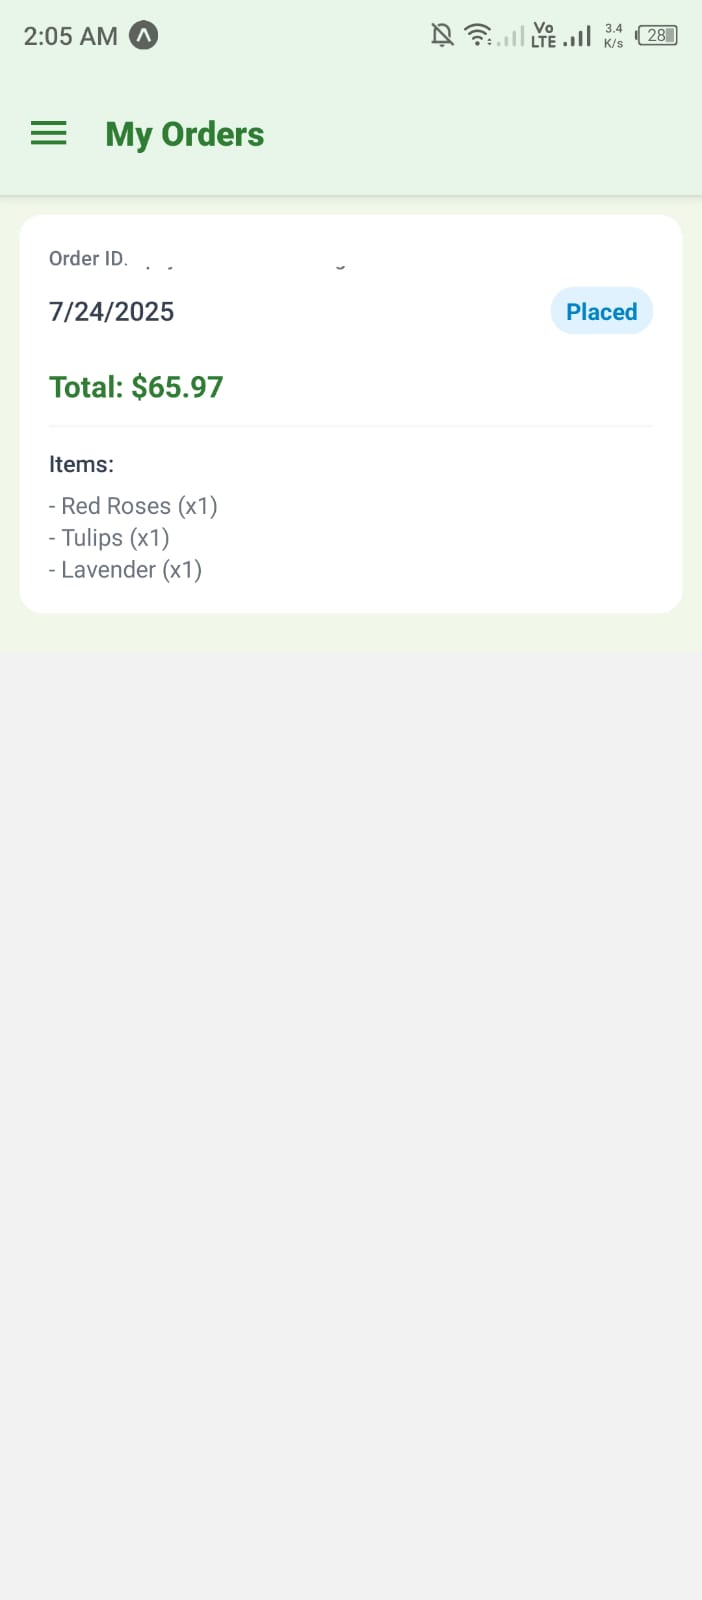 2:05 AM
Vo
LTE
3.4
K/s
28
My Orders
Order ID
7/24/2025
Placed
Total: $65.97
Items:
- Red Roses (x1)
- Tulips (x1)
- Lavender (x1)